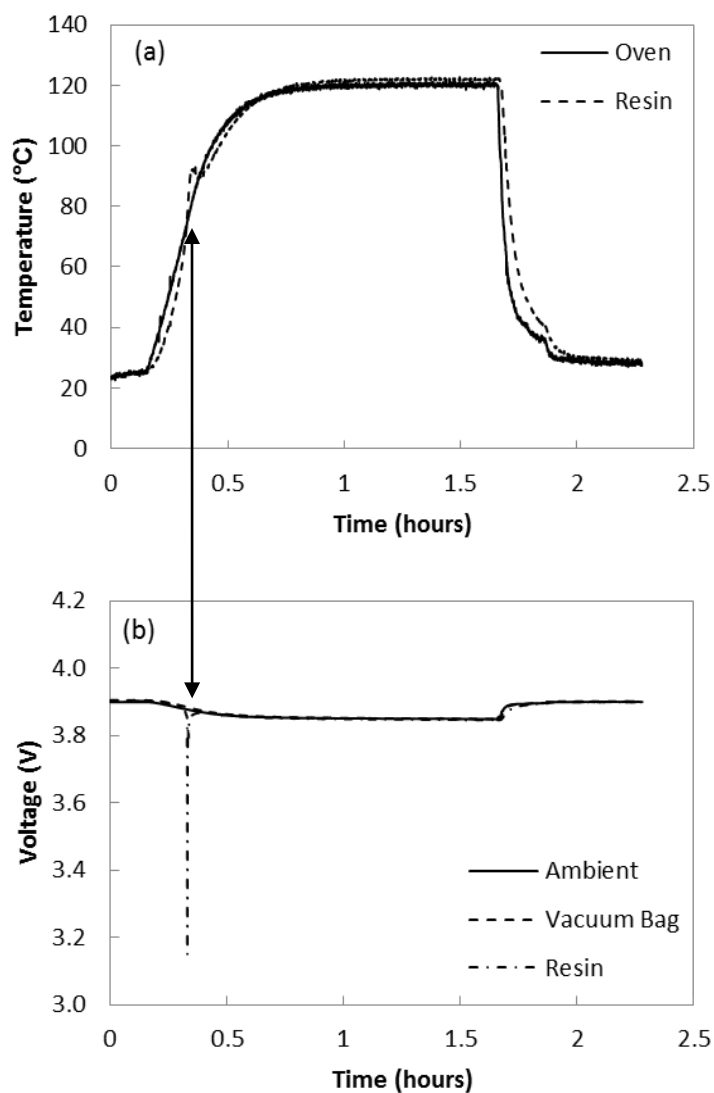 140
(a)
Oven
120
Resin
100
80
60
40
20
0
0 0.5 1 1.5 2 2.5
Temperature (°C)
Time (hours)
4.2
(b)
4.0
3.8
3.6
3.4
Ambient
Vacuum Bag
3.2
Resin
3.0
0 0.5 1 1.5 2 2.5
Voltage (V)
Time (hours)